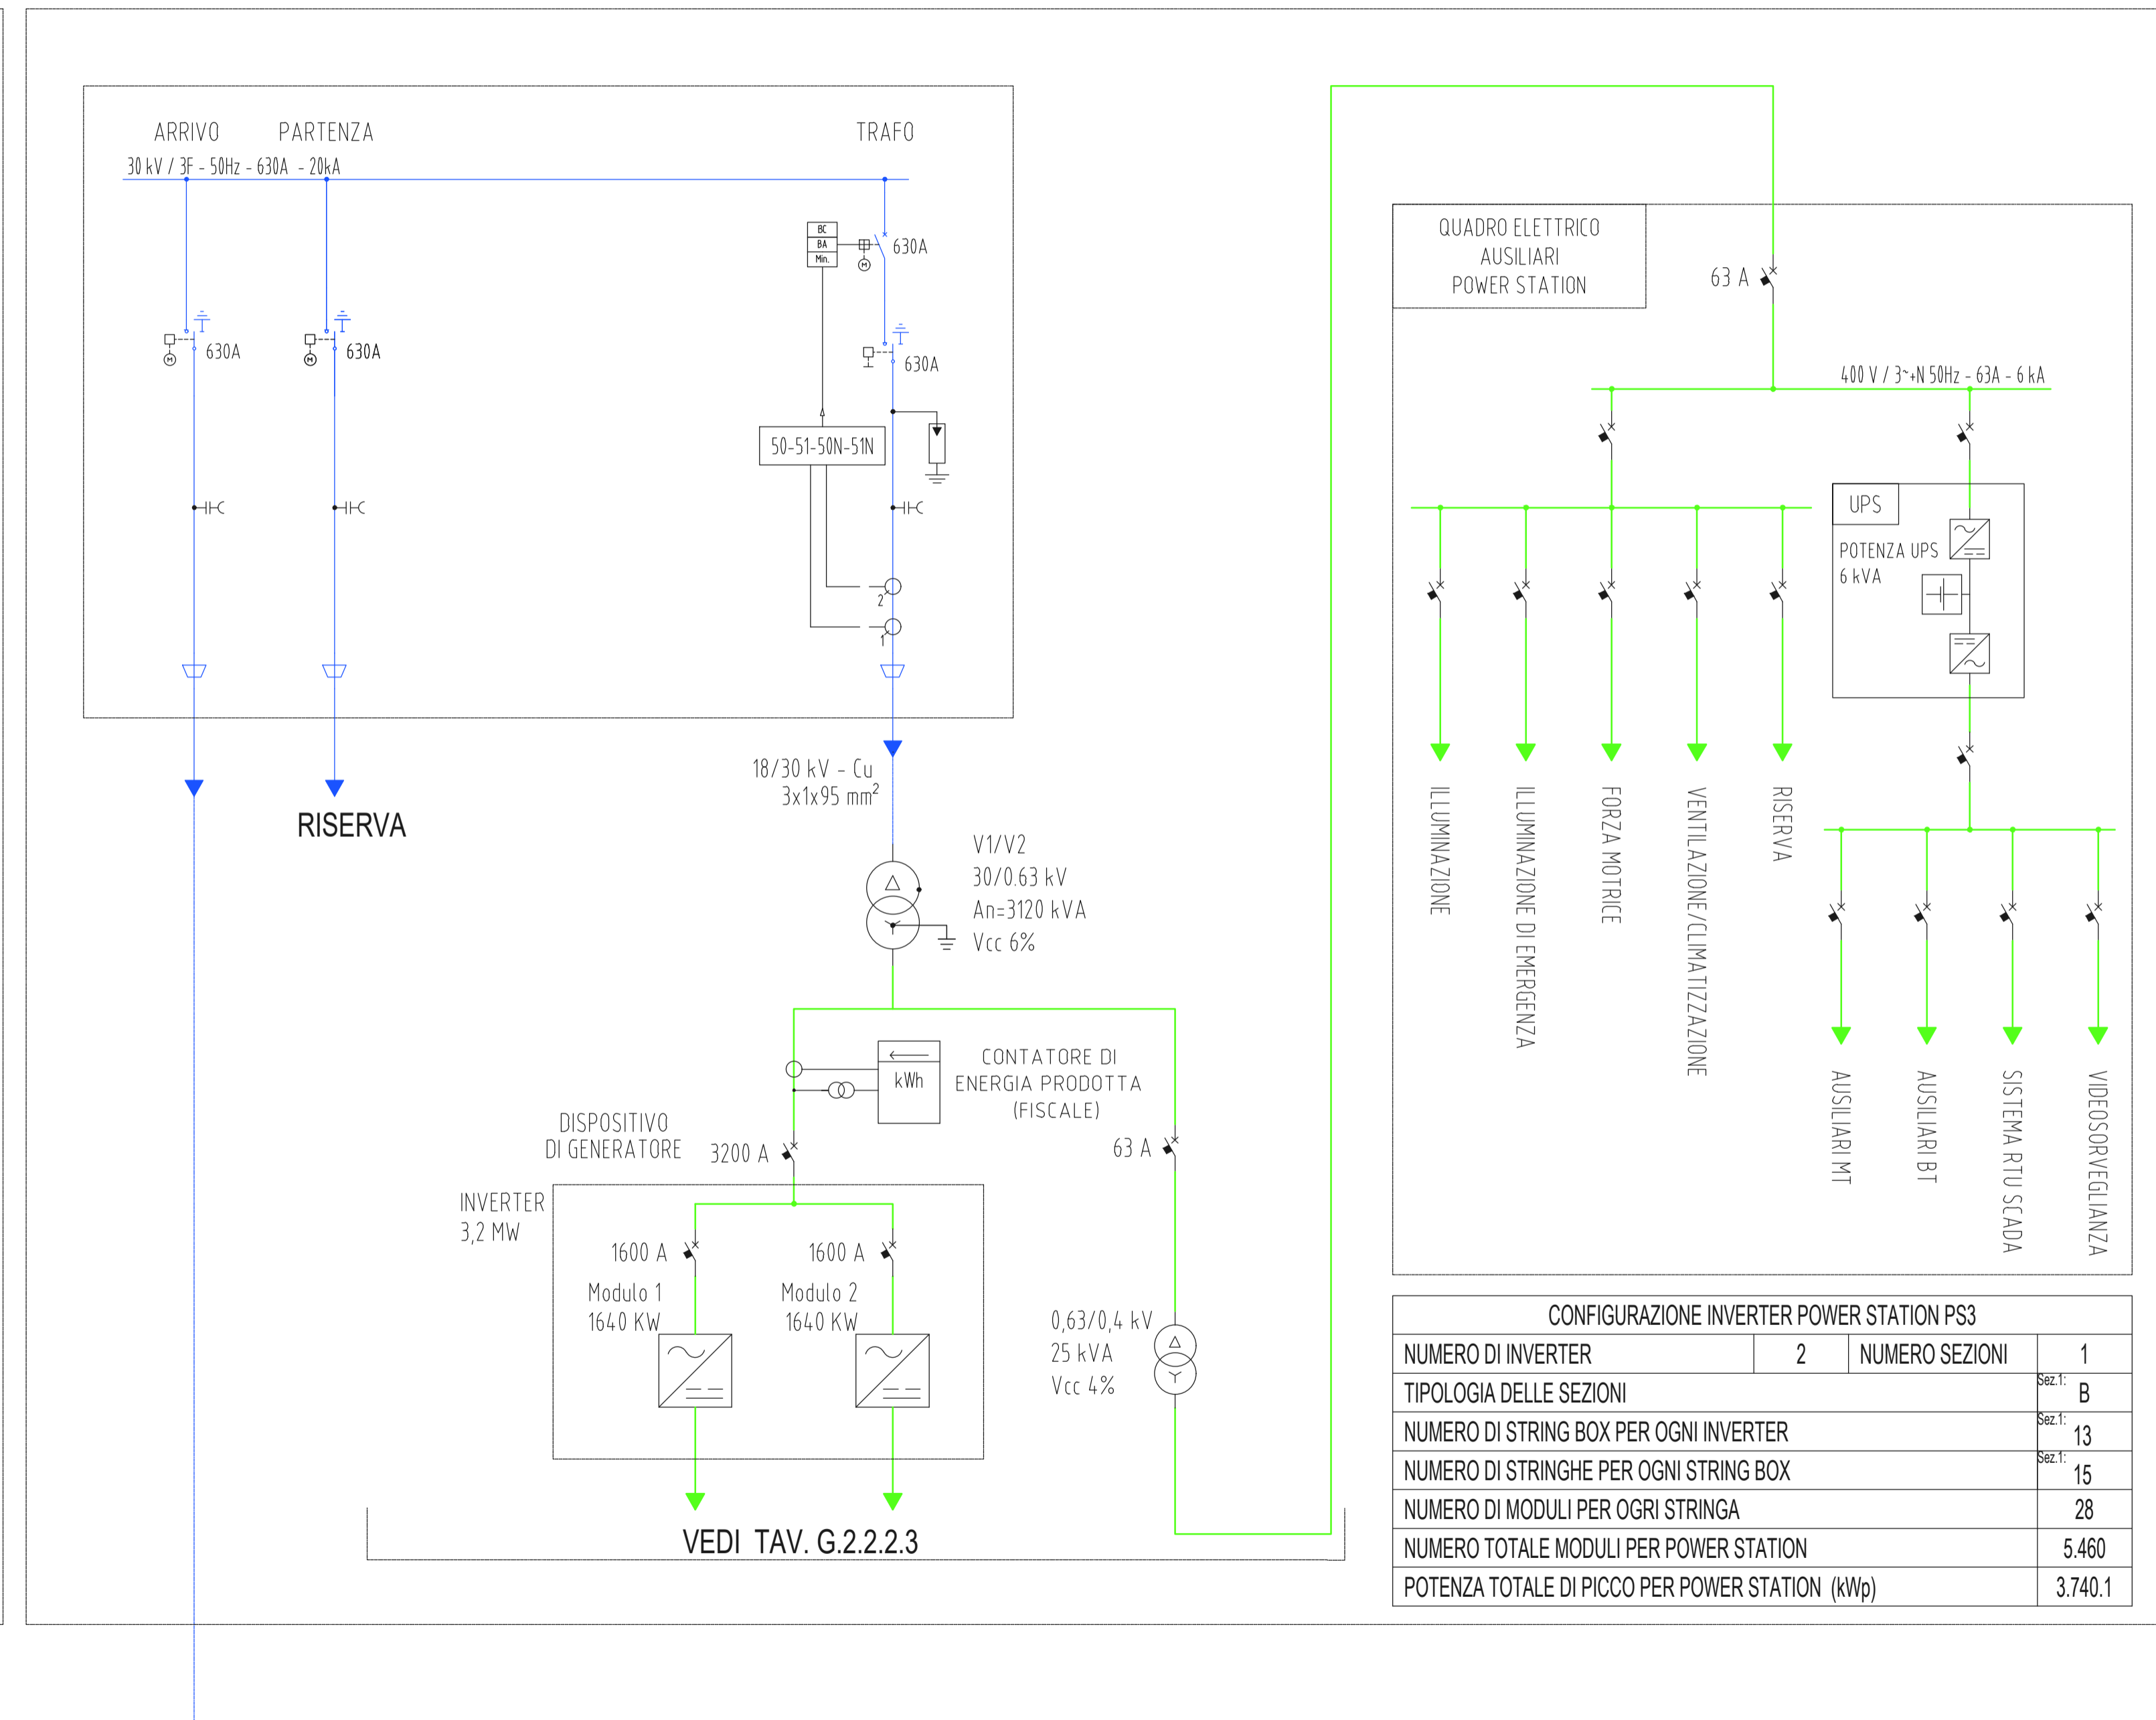 ARRIVO
PARTENZA
TRAFO
30 kV / 3F - 50Hz - 630A - 20kA
BC
BA
Min.
M
630A
M
630A
M
630A
630A
50-51-50N-51N
2
1
RISERVA
18/30 kV - Cu
3x1x95 mm²
V1/V2
30/0.63 kV
An=3120 kVA
Vcc 6%
kWh
CONTATORE DI
ENERGIA PRODOTTA
(FISCALE)
DISPOSITIVO
DI GENERATORE
3200 A
63 A
INVERTER
3,2 MW
1600 A
1600 A
Modulo 1
1640 KW
Modulo 2
1640 KW
0,63/0,4 kV
25 kVA
Vcc 4%
VEDI TAV. G.2.2.2.3
QUADRO ELETTRICO
AUSILIARI
POWER STATION
63 A
400 V / 3~+N 50Hz - 63A - 6 kA
UPS
POTENZA UPS
6 kVA
ILLUMINAZIONE
ILLUMINAZIONE DI EMERGENZA
FORZA MOTRICE
VENTILAZIONE/CLIMATIZZAZIONE
RISERVA
AUSILIARI MT
AUSILIARI BT
SISTEMA RTU SCADA
VIDEOSORVEGLIANZA
CONFIGURAZIONE INVERTER POWER STATION PS3
NUMERO DI INVERTER 2 NUMERO SEZIONI 1
TIPOLOGIA DELLE SEZIONI Sez.1: B
NUMERO DI STRING BOX PER OGNI INVERTER Sez.1: 13
NUMERO DI STRINGHE PER OGNI STRING BOX Sez.1: 15
NUMERO DI MODULI PER OGRI STRINGA 28
NUMERO TOTALE MODULI PER POWER STATION 5.460
POTENZA TOTALE DI PICCO PER POWER STATION (kWp) 3.740.1